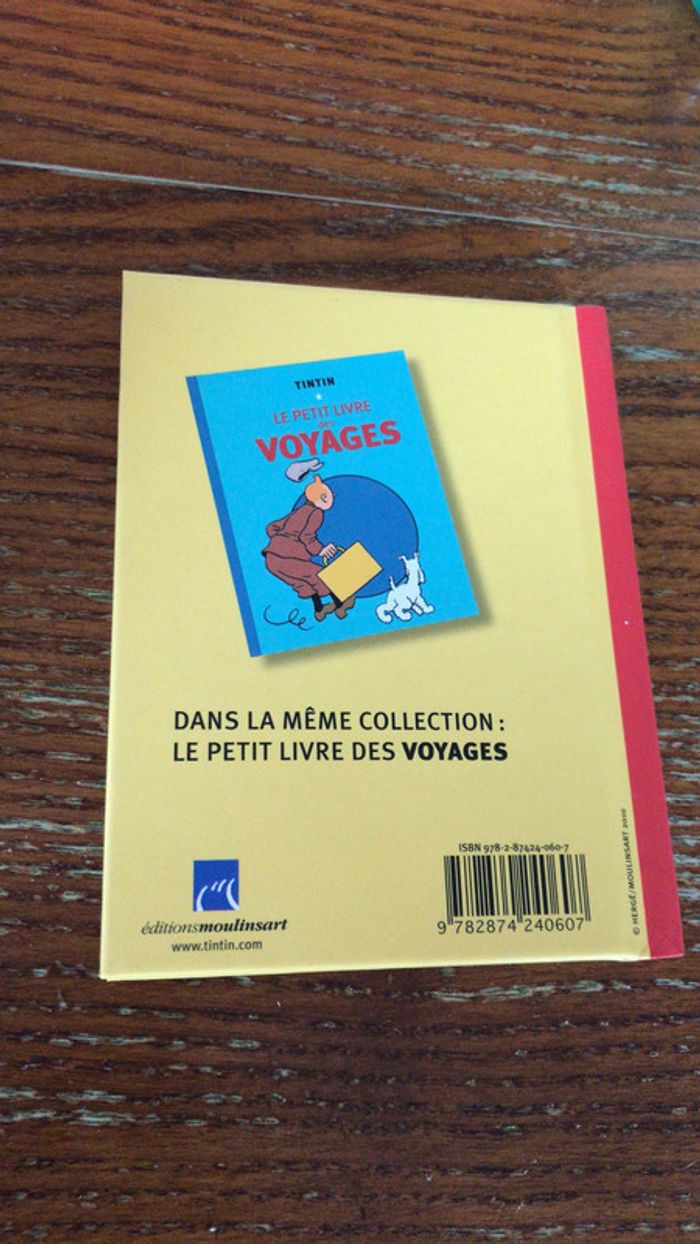 TINTIN
LE PETIT LIVRE
des
VOYAGES
DANS LA MÊME COLLECTION :
LE PETIT LIVRE DES VOYAGES
éditionsmoulinsart
www.tintin.com
ISBN 978-2-87424-060-7
9 782874 240607
© HERGÉ/MOULINSART 2010